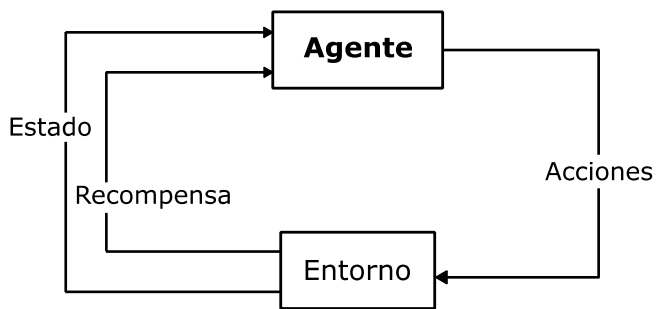 Agente
Estado
Acciones
Recompensa
Entorno